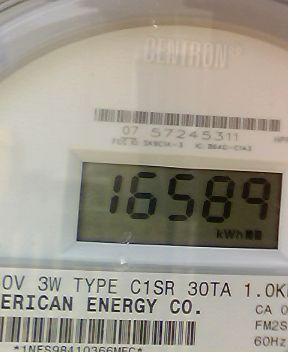 CENTRON
07 57245311
16589
kWh
0V 3W TYPE C1SR 30TA 1.0K
ERICAN ENERGY CO.
CA 0
FM2S
60Hz
*1NES98410366MEC*